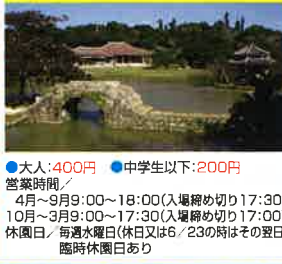 ●大人:400円 ●中学生以下:200円
営業時間／
4月～9月9:00～18:00(入場締め切り17:30
10月～3月9:00～17:30(入場締め切り17:00
休園日／毎週水曜日(休日又は6／23の時はその翌日
臨時休園日あり